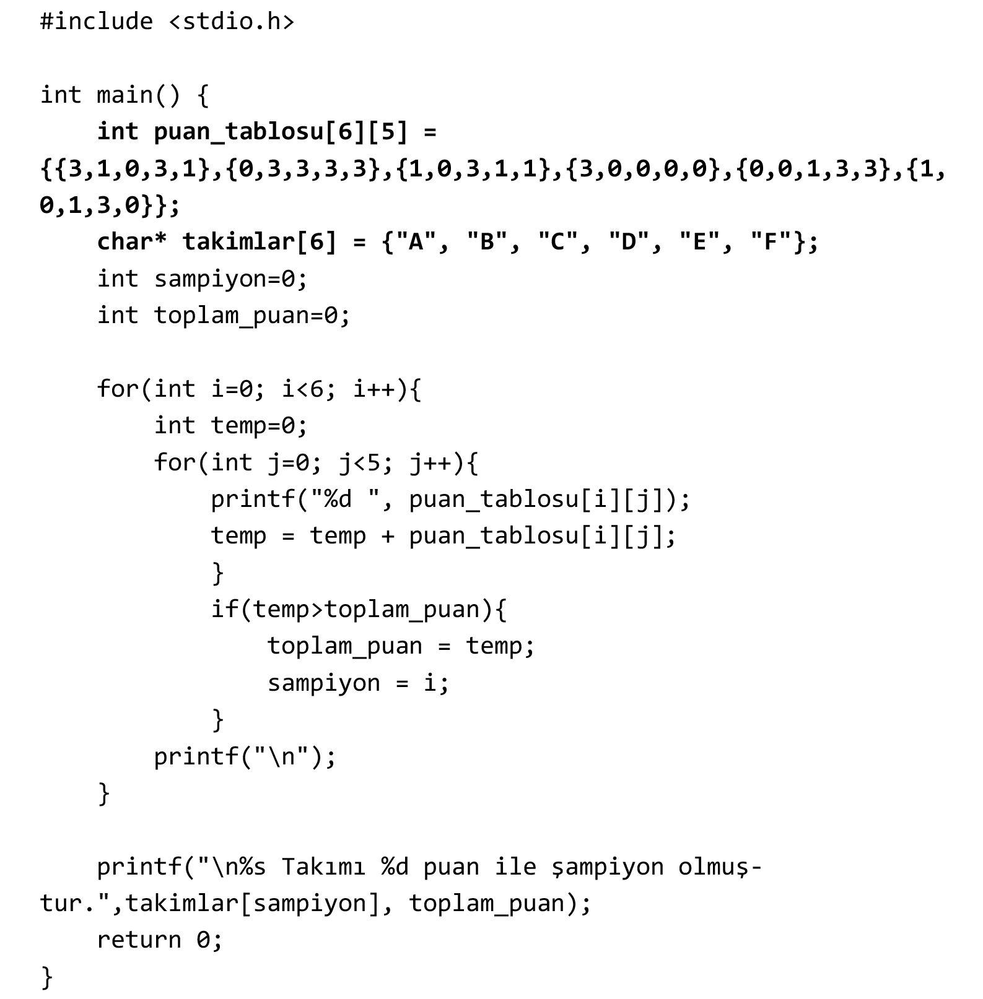 #include <stdio.h>
int main() {
int puan_tablosu[6][5] =
{{3,1,0,3,1},{0,3,3,3,3},{1,0,3,1,1},{3,0,0,0,0},{0,0,1,3,3},{1,
0,1,3,0}};
char* takimlar[6] = {"A", "B", "C", "D", "E", "F"};
int sampiyon=0;
int toplam_puan=0;
for(int i=0; i<6; i++){
int temp=0;
for(int j=0; j<5; j++){
printf("%d ", puan_tablosu[i][j]);
temp = temp + puan_tablosu[i][j];
}
if(temp>toplam_puan){
toplam_puan = temp;
sampiyon = i;
}
printf("\n");
}
printf("\n%s Takımı %d puan ile şampiyon olmuş-
tur.",takimlar[sampiyon], toplam_puan);
return 0;
}